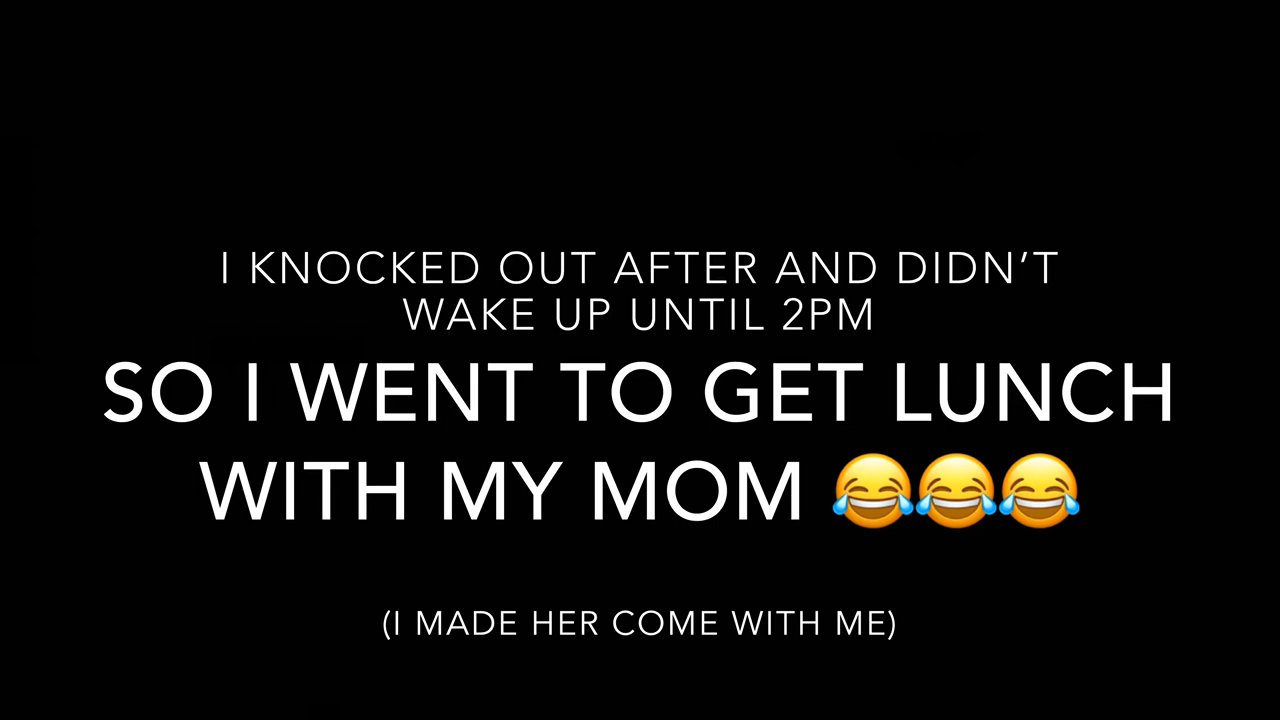 I KNOCKED OUT AFTER AND DIDN’T
WAKE UP UNTIL 2PM
SO I WENT TO GET LUNCH
WITH MY MOM 😂😂😂
(I MADE HER COME WITH ME)